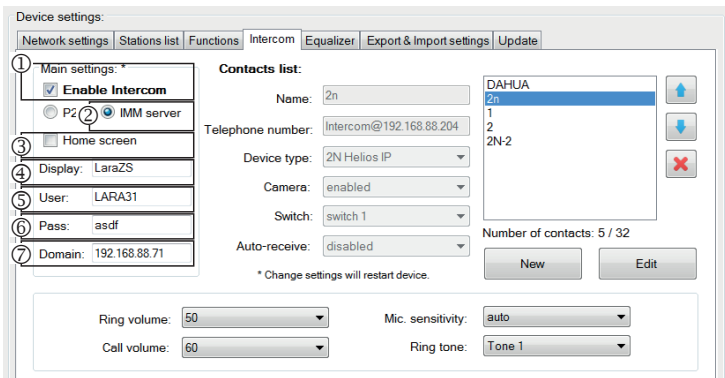 Device settings:
Network settings Stations list Functions Intercom Equalizer Export & Import settings Update
① Main settings: * Contacts list:
Enable Intercom
Name: 2n
DAHUA
2n
1
2
2N-2
P2 ② IMM server
Telephone number: Intercom@192.168.88.204
③ Home screen
Device type: 2N Helios IP
④ Display: LaraZS
Camera: enabled
⑤ User: LARA31
Switch: switch 1
⑥ Pass: asdf
Number of contacts: 5 / 32
Auto-receive: disabled
⑦ Domain: 192.168.88.71
New Edit
* Change settings will restart device.
Ring volume: 50 Mic. sensitivity: auto
Call volume: 60 Ring tone: Tone 1